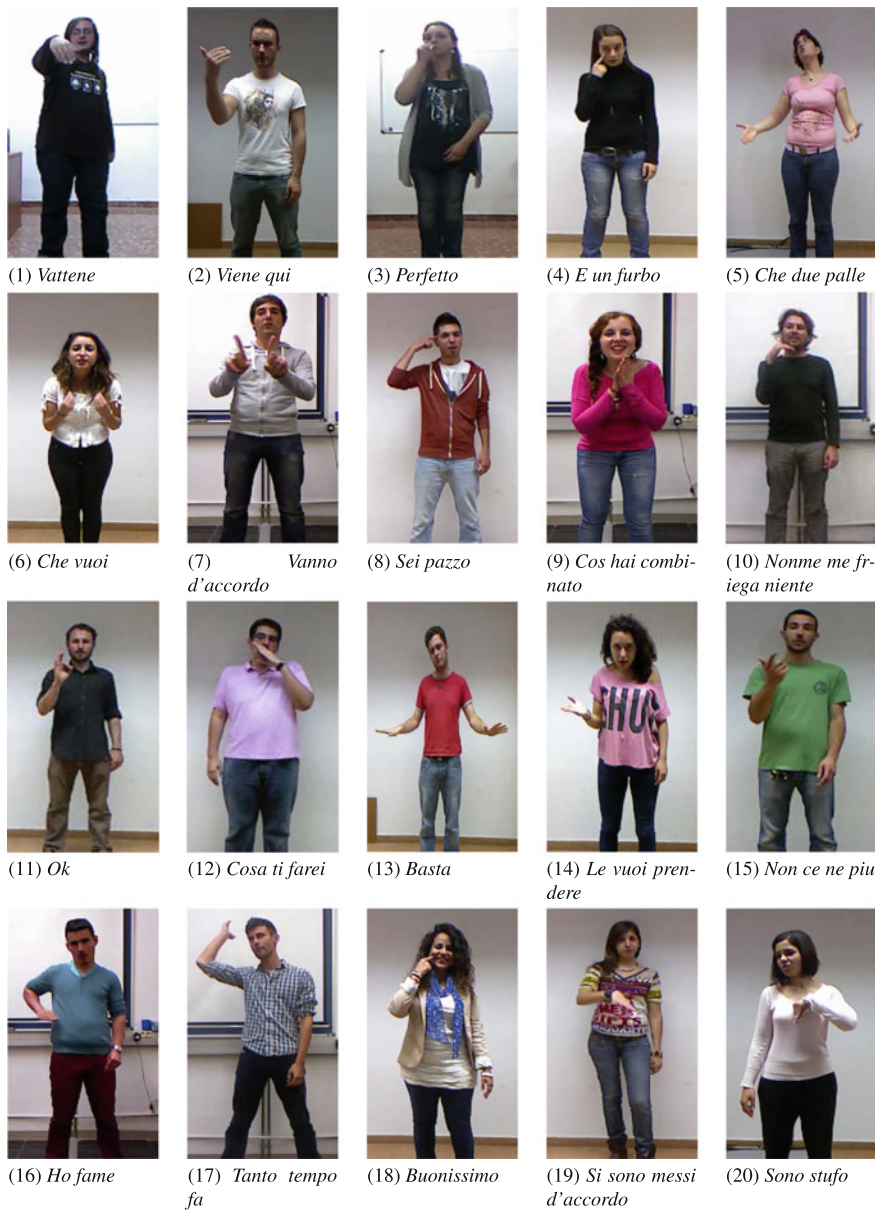 (1) Vattene
(2) Viene qui
(3) Perfetto
(4) E un furbo
(5) Che due palle
(6) Che vuoi
(7) Vanno
d'accordo
(8) Sei pazzo
(9) Cos hai combi-
nato
(10) Nonme me fr-
iega niente
(11) Ok
(12) Cosa ti farei
(13) Basta
(14) Le vuoi pren-
dere
(15) Non ce ne piu
(16) Ho fame
(17) Tanto tempo
fa
(18) Buonissimo
(19) Si sono messi
d'accordo
(20) Sono stufo